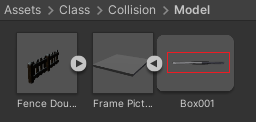 Assets > Class > Collision > Model
Fence Dou... Frame Pict... Box001